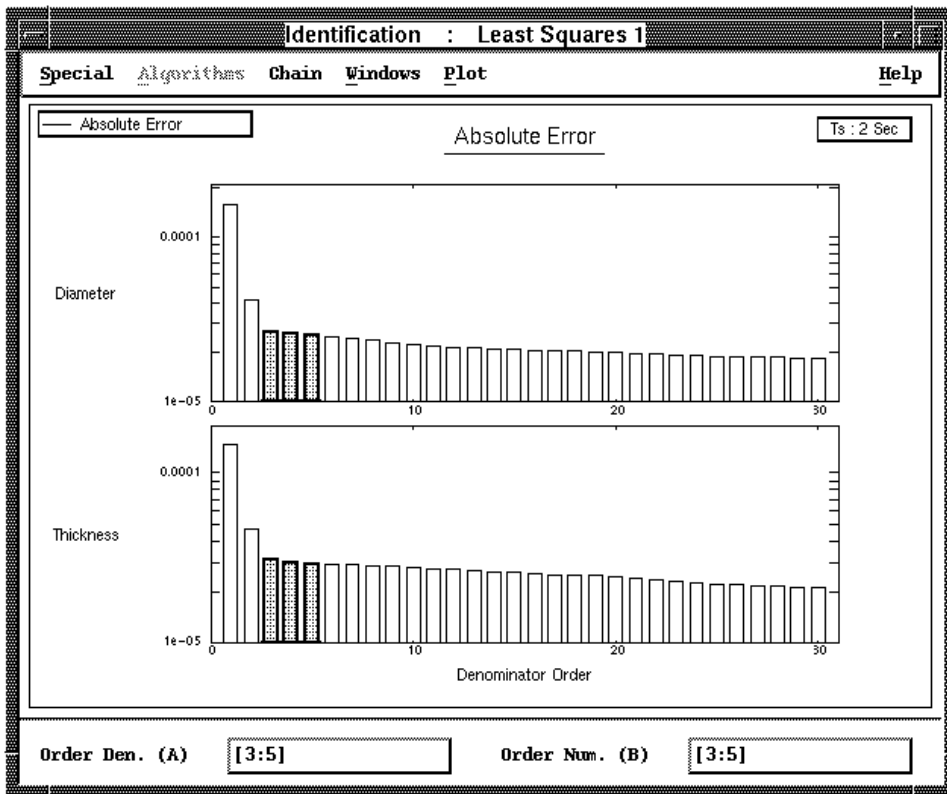 Identification : Least Squares 1
Special Algorithms Chain Windows Plot Help
Absolute Error
Absolute Error
Ts : 2 Sec
0.0001
Diameter
1e-05
0 10 20 30
0.0001
Thickness
1e-05
0 10 20 30
Denominator Order
Order Den. (A) [3:5] Order Num. (B) [3:5]